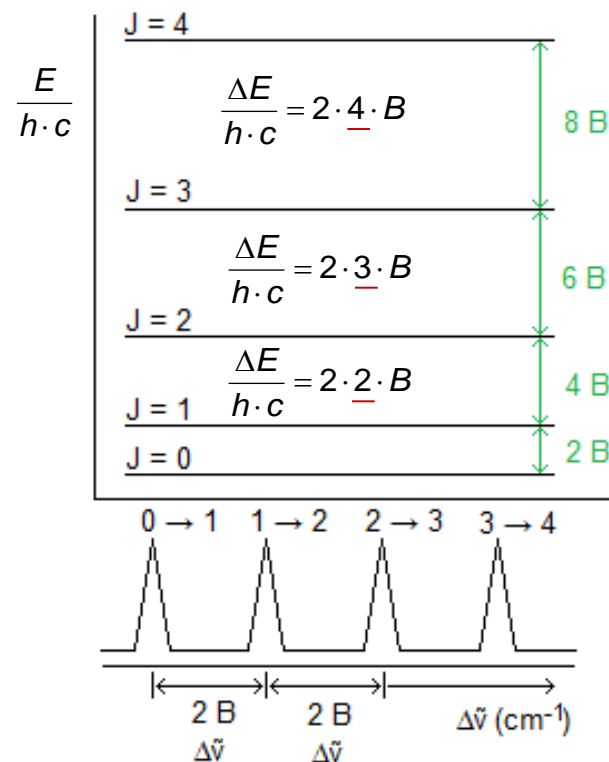 J = 4
E
h · c
ΔE
h · c
= 2 · 4 · B
8 B
J = 3
ΔE
h · c
= 2 · 3 · B
6 B
J = 2
ΔE
h · c
= 2 · 2 · B
4 B
J = 1
2 B
J = 0
0 → 1 1 → 2 2 → 3 3 → 4
2 B 2 B Δṽ (cm⁻¹)
Δṽ Δṽ